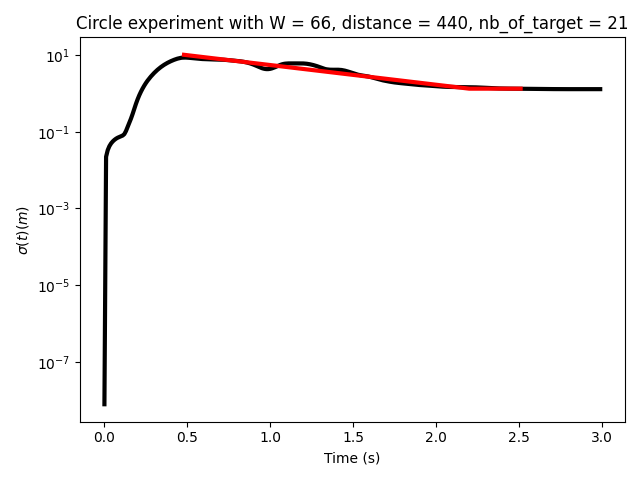 Circle experiment with W = 66, distance = 440, nb_of_target = 21
10^1
10^-1
10^-3
10^-5
10^-7
σ(t)(m)
0.0 0.5 1.0 1.5 2.0 2.5 3.0
Time (s)